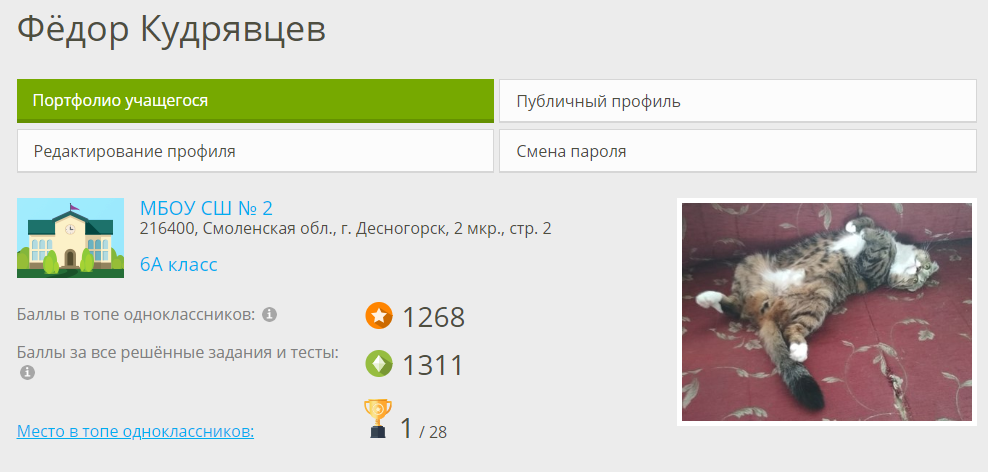 Фёдор Кудрявцев
Портфолио учащегося
Публичный профиль
Редактирование профиля
Смена пароля
МБОУ СШ № 2
216400, Смоленская обл., г. Десногорск, 2 мкр., стр. 2
6А класс
Баллы в топе одноклассников:
1268
Баллы за все решённые задания и тесты:
1311
Место в топе одноклассников:
1 / 28